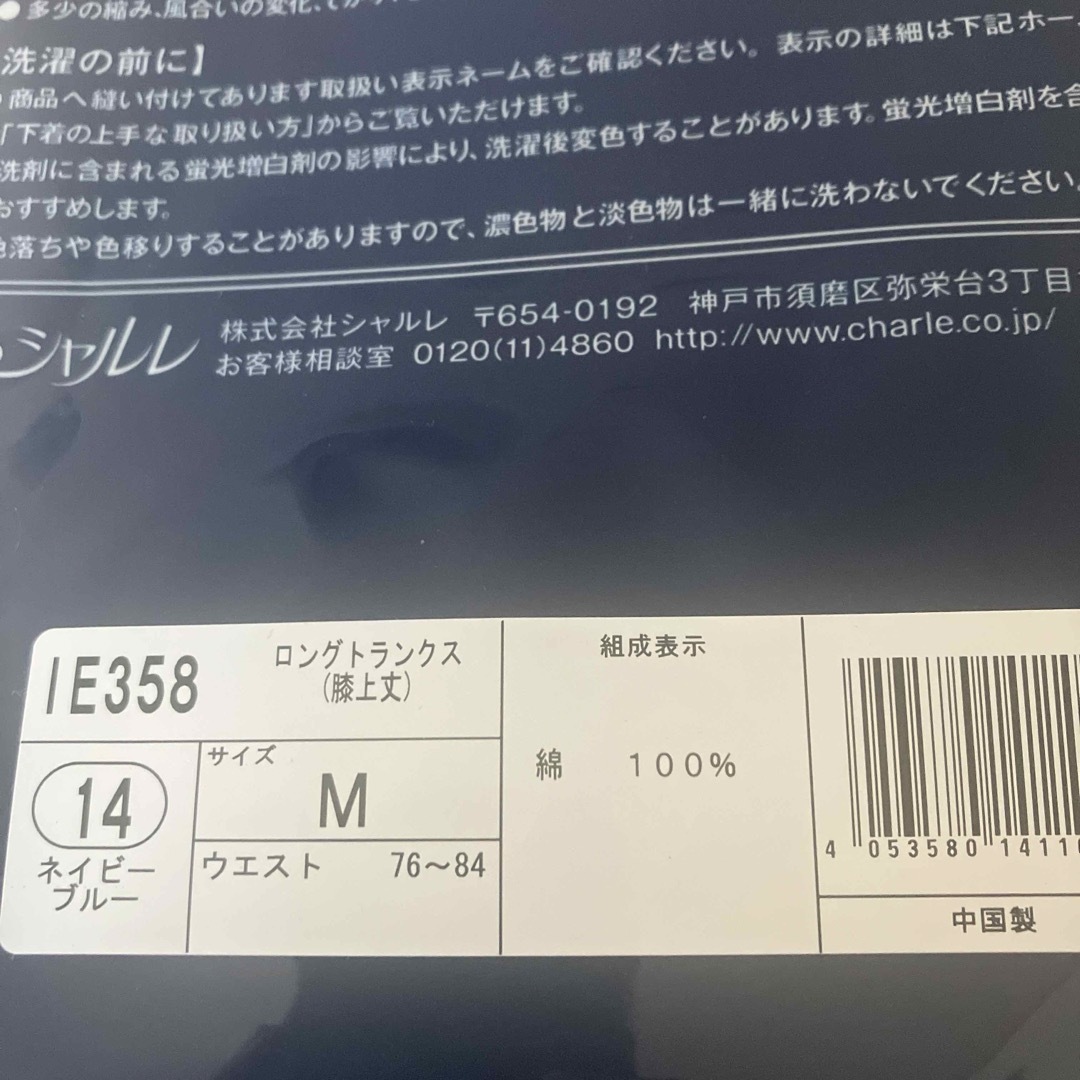 ●多少の縮み、風合いの変化、
洗濯の前に】
商品へ縫い付けてあります取扱い表示ネームをご確認ください。表示の詳細は下記ホー
「下着の上手な取り扱い方」からご覧いただけます。
洗剤に含まれる蛍光増白剤の影響により、洗濯後変色することがあります。蛍光増白剤を含
おすすめします。
色落ちや色移りすることがありますので、濃色物と淡色物は一緒に洗わないでください。
シャルレ
株式会社シャルレ 〒654-0192 神戸市須磨区弥栄台3丁目
お客様相談室 0120(11)4860 http://www.charle.co.jp/
IE358
ロングトランクス
(膝上丈)
14
ネイビー
ブルー
サイズ
M
ウエスト 76～84
組成表示
綿 100%
4 053580 1411
中国製